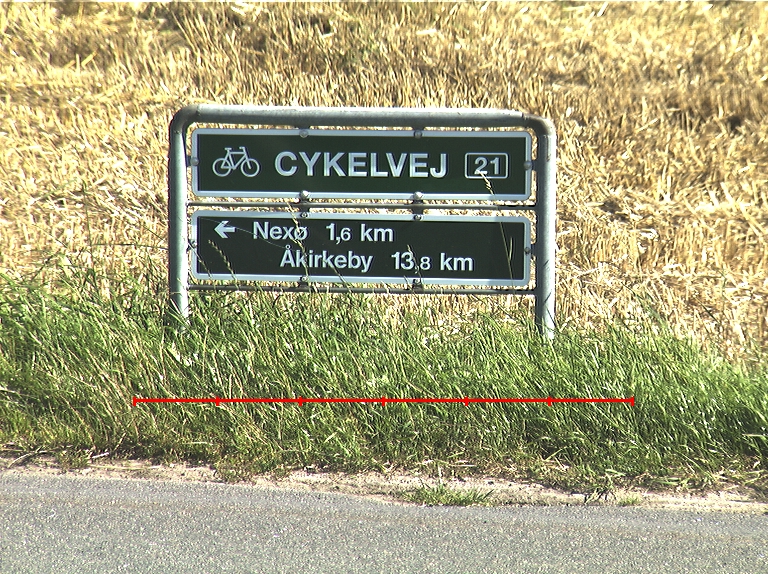 CYKELVEJ 21
Nexø 1,6 km
Åkirkeby 13,8 km